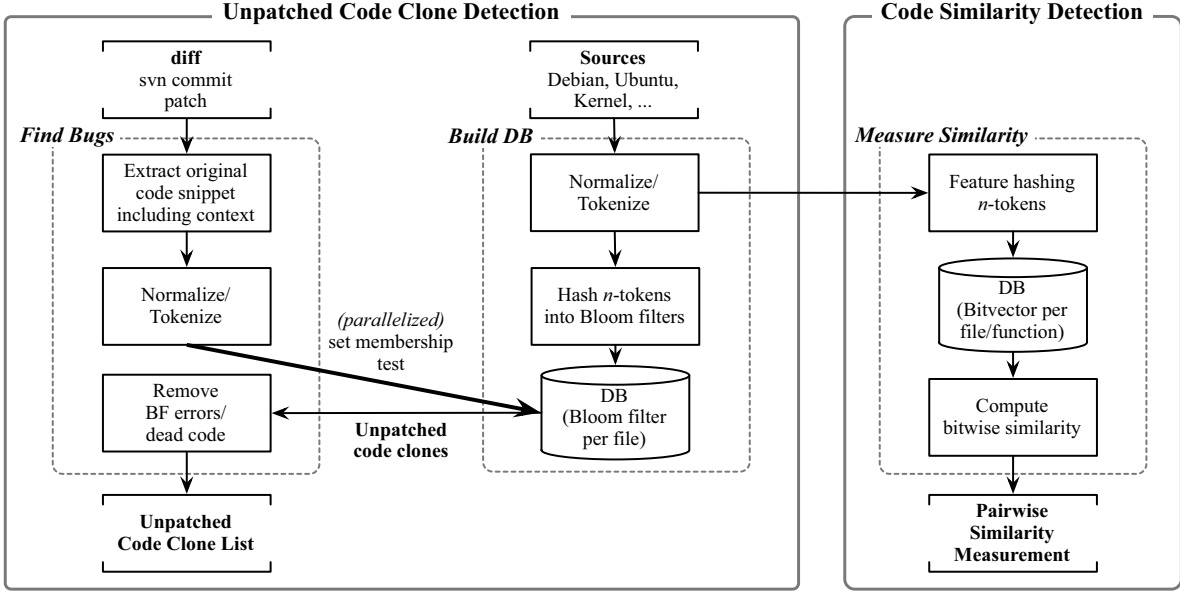 Unpatched Code Clone Detection
diff
svn commit
patch
Find Bugs
Extract original
code snippet
including context
Normalize/
Tokenize
(parallelized)
set membership
test
Remove
BF errors/
dead code
Unpatched
code clones
Unpatched
Code Clone List
Sources
Debian, Ubuntu,
Kernel, ...
Build DB
Normalize/
Tokenize
Hash n-tokens
into Bloom filters
DB
(Bloom filter
per file)
Code Similarity Detection
Measure Similarity
Feature hashing
n-tokens
DB
(Bitvector per
file/function)
Compute
bitwise similarity
Pairwise
Similarity
Measurement